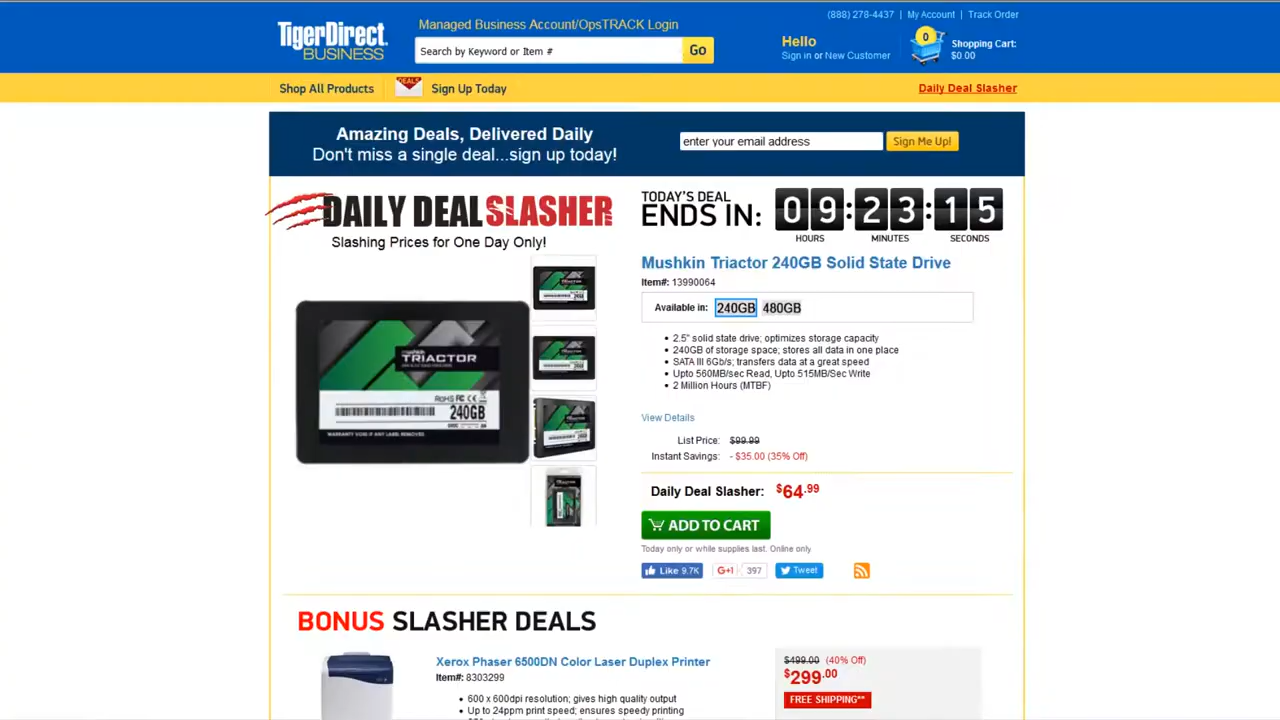 (888) 278-4437 | My Account | Track Order
TigerDirect
BUSINESS
Managed Business Account/OpsTRACK Login
Search by Keyword or Item #
Go
Hello
Sign in or New Customer
0
Shopping Cart:
$0.00
Shop All Products
DEALS
Sign Up Today
Daily Deal Slasher
Amazing Deals, Delivered Daily
Don't miss a single deal...sign up today!
enter your email address
Sign Me Up!
DAILY DEAL SLASHER
Slashing Prices for One Day Only!
TODAY'S DEAL
ENDS IN:
09:23:15
HOURS MINUTES SECONDS
Mushkin Triactor 240GB Solid State Drive
Item#: 13990064
Available in: 240GB 480GB
• 2.5" solid state drive; optimizes storage capacity
• 240GB of storage space; stores all data in one place
• SATA III 6Gb/s; transfers data at a great speed
• Upto 560MB/sec Read, Upto 515MB/Sec Write
• 2 Million Hours (MTBF)
mushkin
TRIACTOR
RoHS
240GB
WARRANTY VOID IF ANY LABEL REMOVED
View Details
List Price: $99.99
Instant Savings: - $35.00 (35% Off)
Daily Deal Slasher: $64.99
ADD TO CART
Today only or while supplies last. Online only
Like 9.7K
G+1 397
Tweet
BONUS SLASHER DEALS
Xerox Phaser 6500DN Color Laser Duplex Printer
Item#: 8303299
• 600 x 600dpi resolution; gives high quality output
• Up to 24ppm print speed; ensures speedy printing
$499.00 (40% Off)
$299.00
FREE SHIPPING**